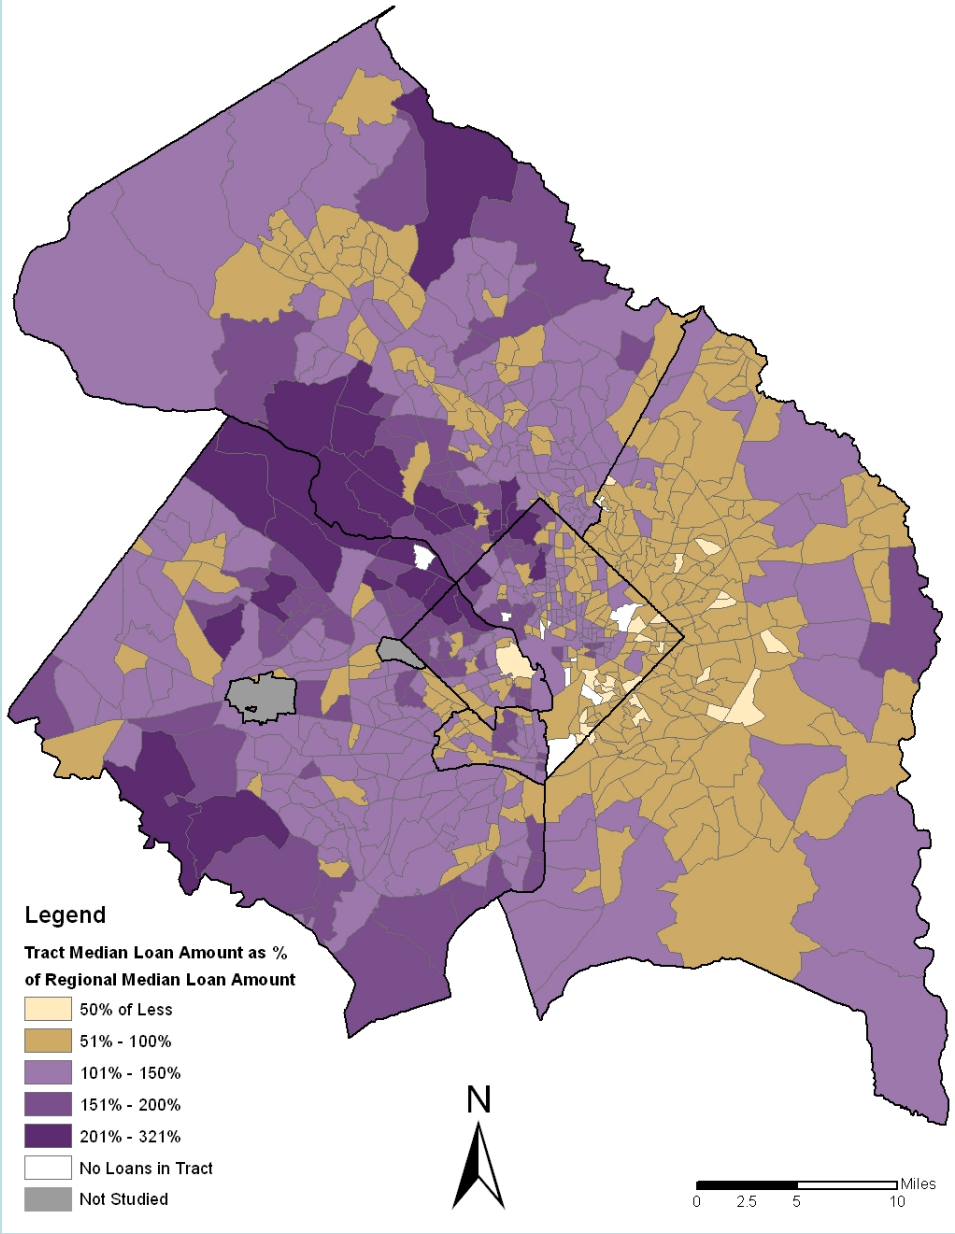 Legend
Tract Median Loan Amount as %
of Regional Median Loan Amount
50% of Less
51% - 100%
101% - 150%
151% - 200%
201% - 321%
No Loans in Tract
Not Studied
N
Miles
0 2.5 5 10